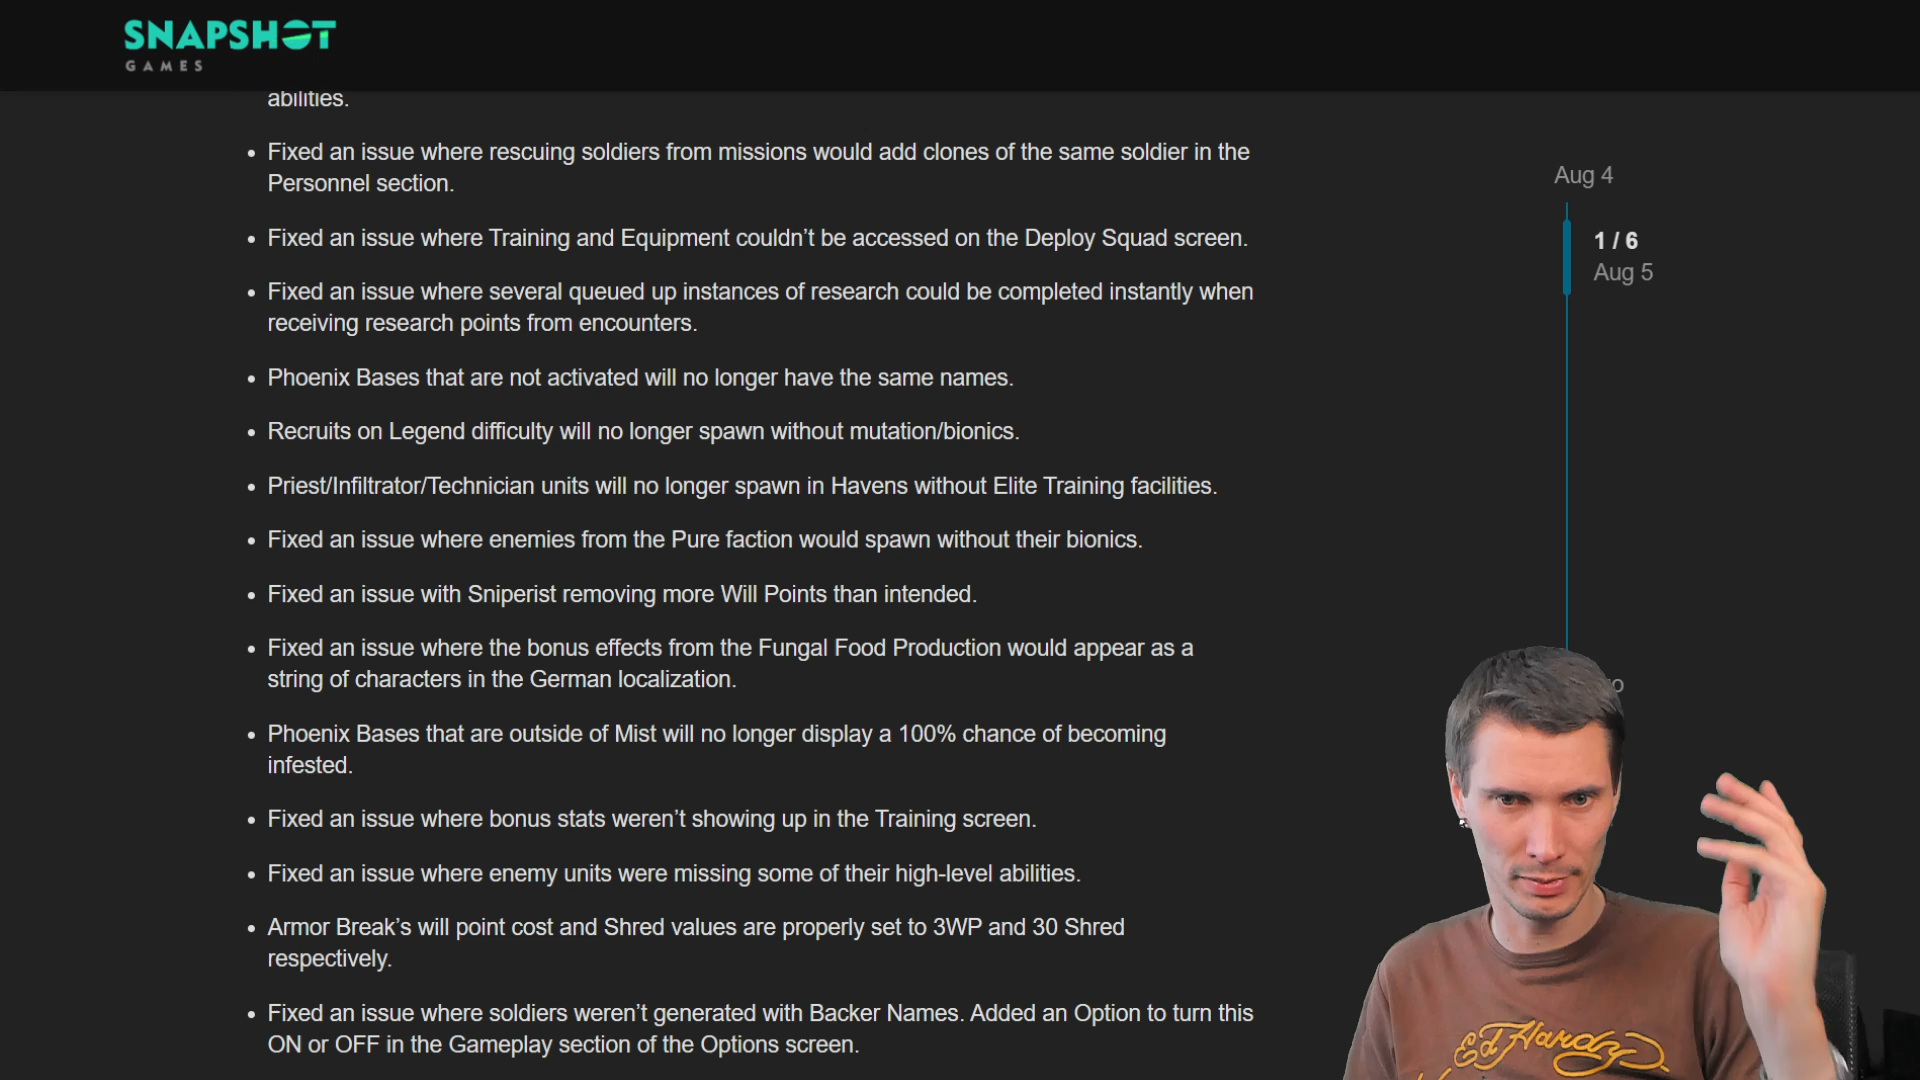 SNAPSHOT
GAMES
abilities.
Fixed an issue where rescuing soldiers from missions would add clones of the same soldier in the
Personnel section.
Fixed an issue where Training and Equipment couldn’t be accessed on the Deploy Squad screen.
Fixed an issue where several queued up instances of research could be completed instantly when
receiving research points from encounters.
Phoenix Bases that are not activated will no longer have the same names.
Recruits on Legend difficulty will no longer spawn without mutation/bionics.
Priest/Infiltrator/Technician units will no longer spawn in Havens without Elite Training facilities.
Fixed an issue where enemies from the Pure faction would spawn without their bionics.
Fixed an issue with Sniperist removing more Will Points than intended.
Fixed an issue where the bonus effects from the Fungal Food Production would appear as a
string of characters in the German localization.
Phoenix Bases that are outside of Mist will no longer display a 100% chance of becoming
infested.
Fixed an issue where bonus stats weren’t showing up in the Training screen.
Fixed an issue where enemy units were missing some of their high-level abilities.
Armor Break’s will point cost and Shred values are properly set to 3WP and 30 Shred
respectively.
Fixed an issue where soldiers weren’t generated with Backer Names. Added an Option to turn this
ON or OFF in the Gameplay section of the Options screen.
Aug 4
1 / 6
Aug 5
Ed Hardy